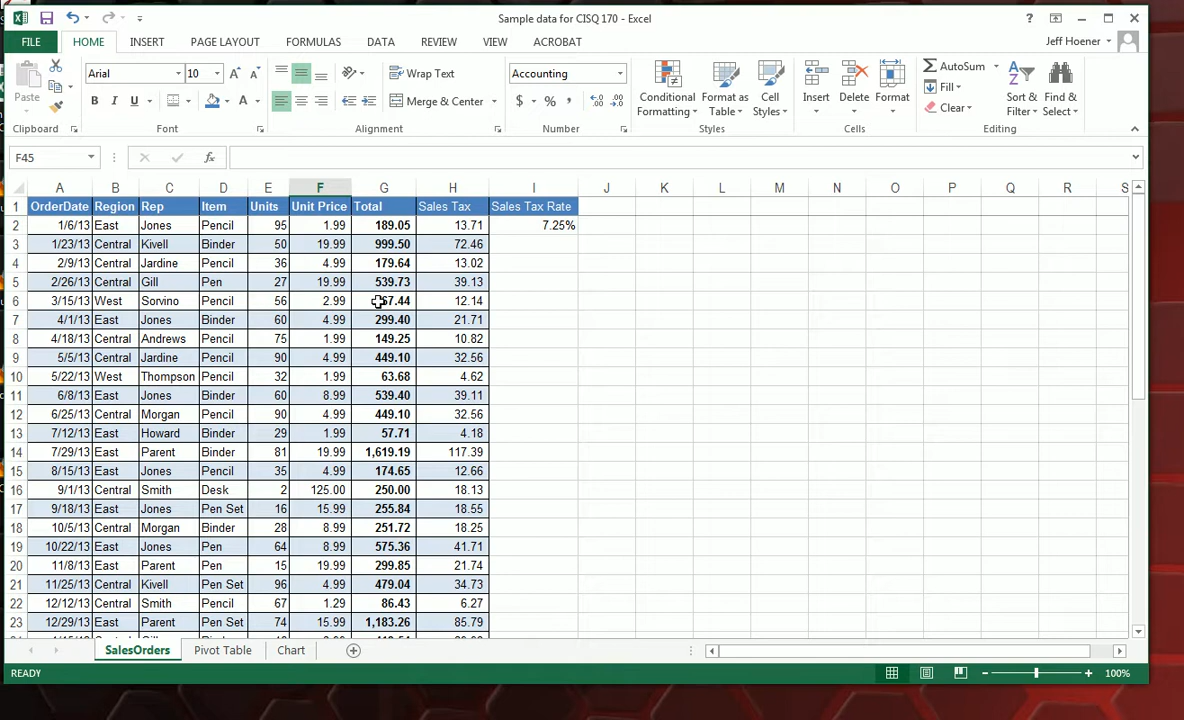 Sample data for CISQ 170 - Excel
?
FILE HOME INSERT PAGE LAYOUT FORMULAS DATA REVIEW VIEW ACROBAT Jeff Hoener
Paste Arial 10 Wrap Text Accounting Conditional Formatting Format as Table Cell Styles Insert Delete Format AutoSum Fill Clear Sort & Filter Find & Select
B I U A Merge & Center $ % ,
Clipboard Font Alignment Number Styles Cells Editing
F45 fx
A B C D E F G H I J K L M N O P Q R S
1 OrderDate Region Rep Item Units Unit Price Total Sales Tax Sales Tax Rate
2 1/6/13 East Jones Pencil 95 1.99 189.05 13.71 7.25%
3 1/23/13 Central Kivell Binder 50 19.99 999.50 72.46
4 2/9/13 Central Jardine Pencil 36 4.99 179.64 13.02
5 2/26/13 Central Gill Pen 27 19.99 539.73 39.13
6 3/15/13 West Sorvino Pencil 56 2.99 67.44 12.14
7 4/1/13 East Jones Binder 60 4.99 299.40 21.71
8 4/18/13 Central Andrews Pencil 75 1.99 149.25 10.82
9 5/5/13 Central Jardine Pencil 90 4.99 449.10 32.56
10 5/22/13 West Thompson Pencil 32 1.99 63.68 4.62
11 6/8/13 East Jones Binder 60 8.99 539.40 39.11
12 6/25/13 Central Morgan Pencil 90 4.99 449.10 32.56
13 7/12/13 East Howard Binder 29 1.99 57.71 4.18
14 7/29/13 East Parent Binder 81 19.99 1,619.19 117.39
15 8/15/13 East Jones Pencil 35 4.99 174.65 12.66
16 9/1/13 Central Smith Desk 2 125.00 250.00 18.13
17 9/18/13 East Jones Pen Set 16 15.99 255.84 18.55
18 10/5/13 Central Morgan Binder 28 8.99 251.72 18.25
19 10/22/13 East Jones Pen 64 8.99 575.36 41.71
20 11/8/13 East Parent Pen 15 19.99 299.85 21.74
21 11/25/13 Central Kivell Pen Set 96 4.99 479.04 34.73
22 12/12/13 Central Smith Pencil 67 1.29 86.43 6.27
23 12/29/13 East Parent Pen Set 74 15.99 1,183.26 85.79
SalesOrders Pivot Table Chart
READY 100%